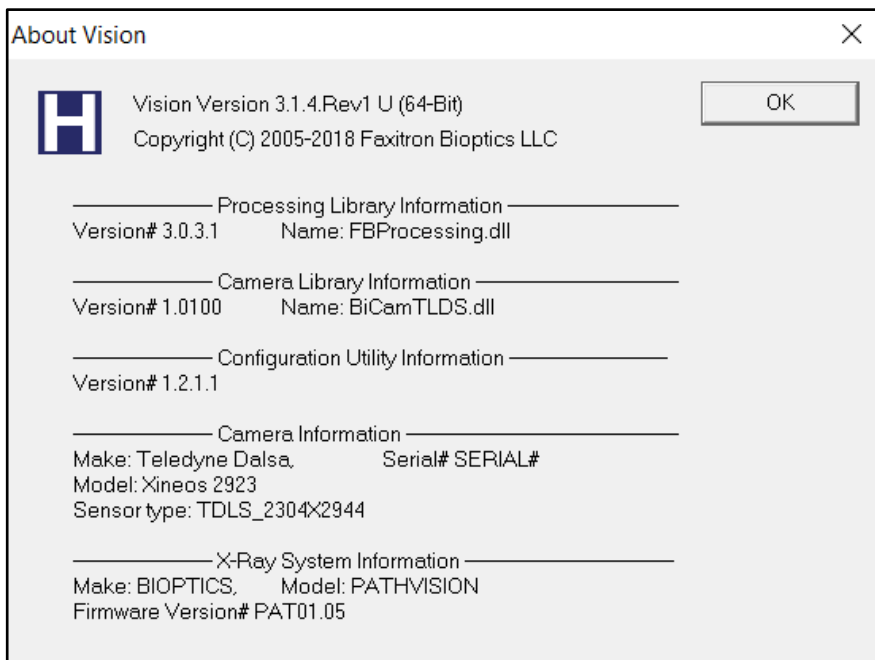 About Vision
Vision Version 3.1.4.Rev1 U (64-Bit)
OK
H
Copyright (C) 2005-2018 Faxitron Bioptics LLC
Processing Library Information
Version# 3.0.3.1 Name: FBProcessing.dll
Camera Library Information
Version# 1.0100 Name: BiCamTLDS.dll
Configuration Utility Information
Version# 1.2.1.1
Camera Information
Make: Teledyne Dalsa, Serial# SERIAL#
Model: Xineos 2923
Sensor type: TDLS_2304X2944
X-Ray System Information
Make: BIOPTICS, Model: PATHVISION
Firmware Version# PAT01.05